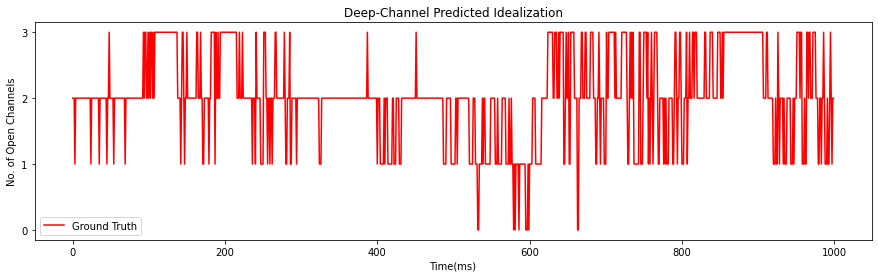 Deep-Channel Predicted Idealization
No. of Open Channels
3
2
1
0
Ground Truth
0
200
400
600
800
1000
Time(ms)